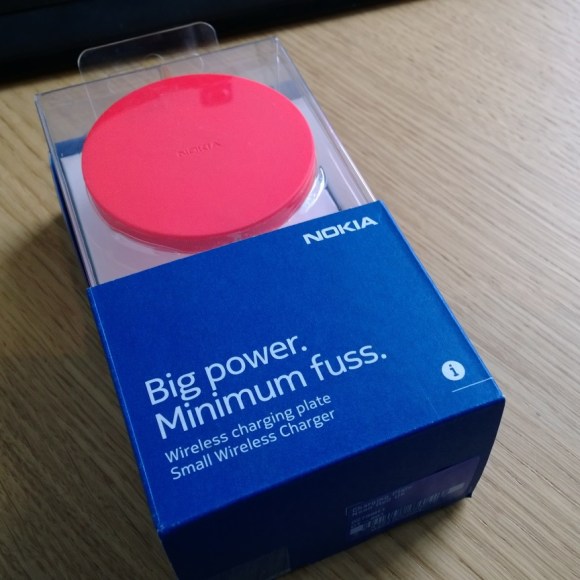 NOKIA
NOKIA
Big power.
Minimum fuss.
Wireless charging plate
Small Wireless Charger
i